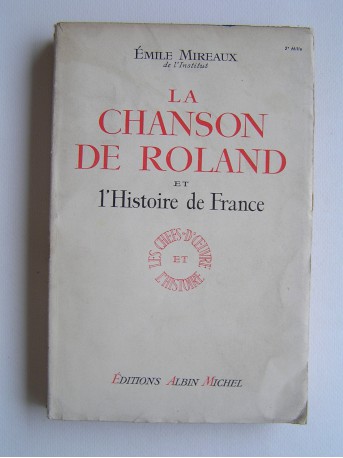 ÉMILE MIREAUX
de l'Institut
LA
CHANSON
DE ROLAND
ET
l'Histoire de France
LES CHEFS-D'ŒUVRE
ET
L'HISTOIRE
ÉDITIONS ALBIN MICHEL